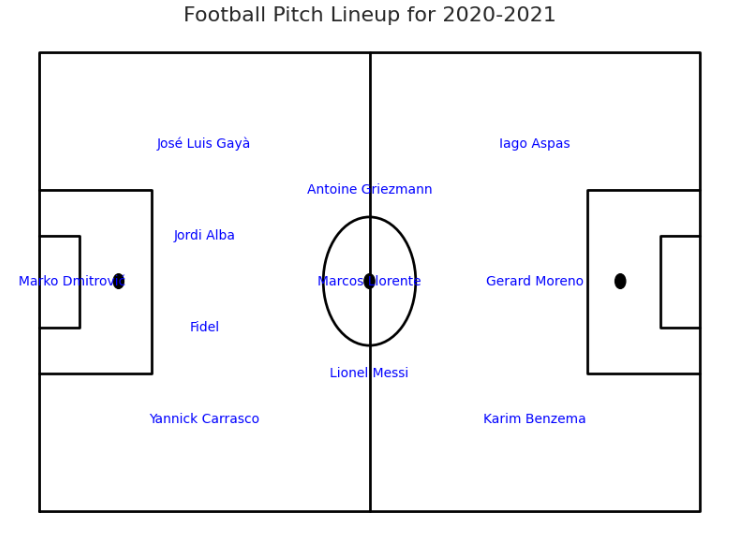 Football Pitch Lineup for 2020-2021
José Luis Gayà
Iago Aspas
Antoine Griezmann
Jordi Alba
Marko Dmitrović
Marcos Llorente
Gerard Moreno
Fidel
Lionel Messi
Yannick Carrasco
Karim Benzema